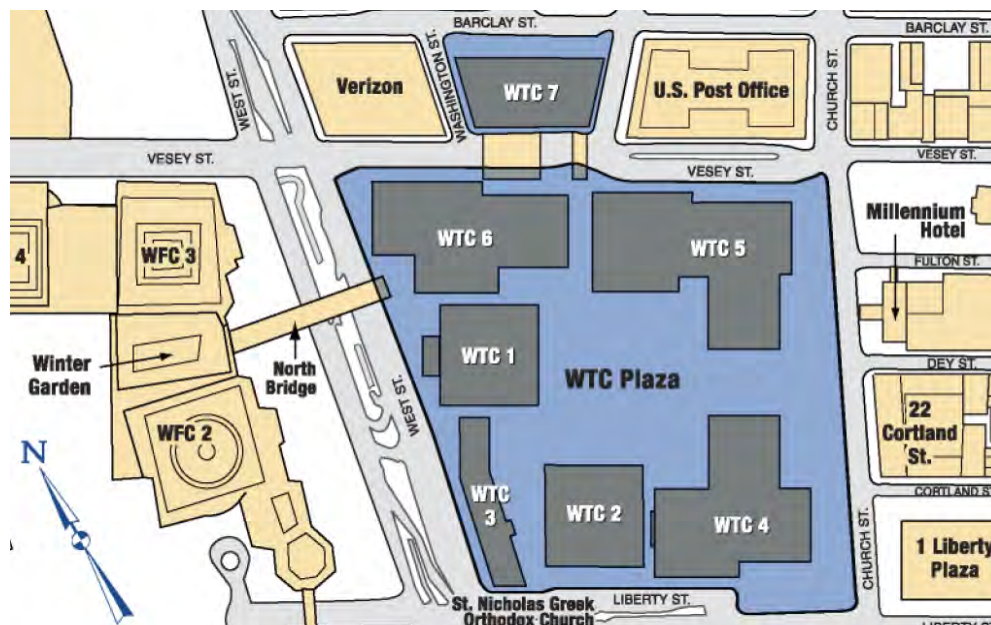 BARCLAY ST.
BARCLAY ST.
WEST ST.
Verizon
WASHINGTON ST.
WTC 7
U.S. Post Office
CHURCH ST.
VESEY ST.
VESEY ST.
VESEY ST.
4
WFC 3
WTC 6
WTC 5
Millennium
Hotel
FULTON ST.
Winter
Garden
North
Bridge
WTC 1
WTC Plaza
DEY ST.
WEST ST.
WFC 2
22
Cortland
St.
N
WTC
3
WTC 2
WTC 4
CORTLAND ST
CHURCH ST.
1 Liberty
Plaza
St. Nicholas Greek
Orthodox Church
LIBERTY ST.
LIBERTY ST